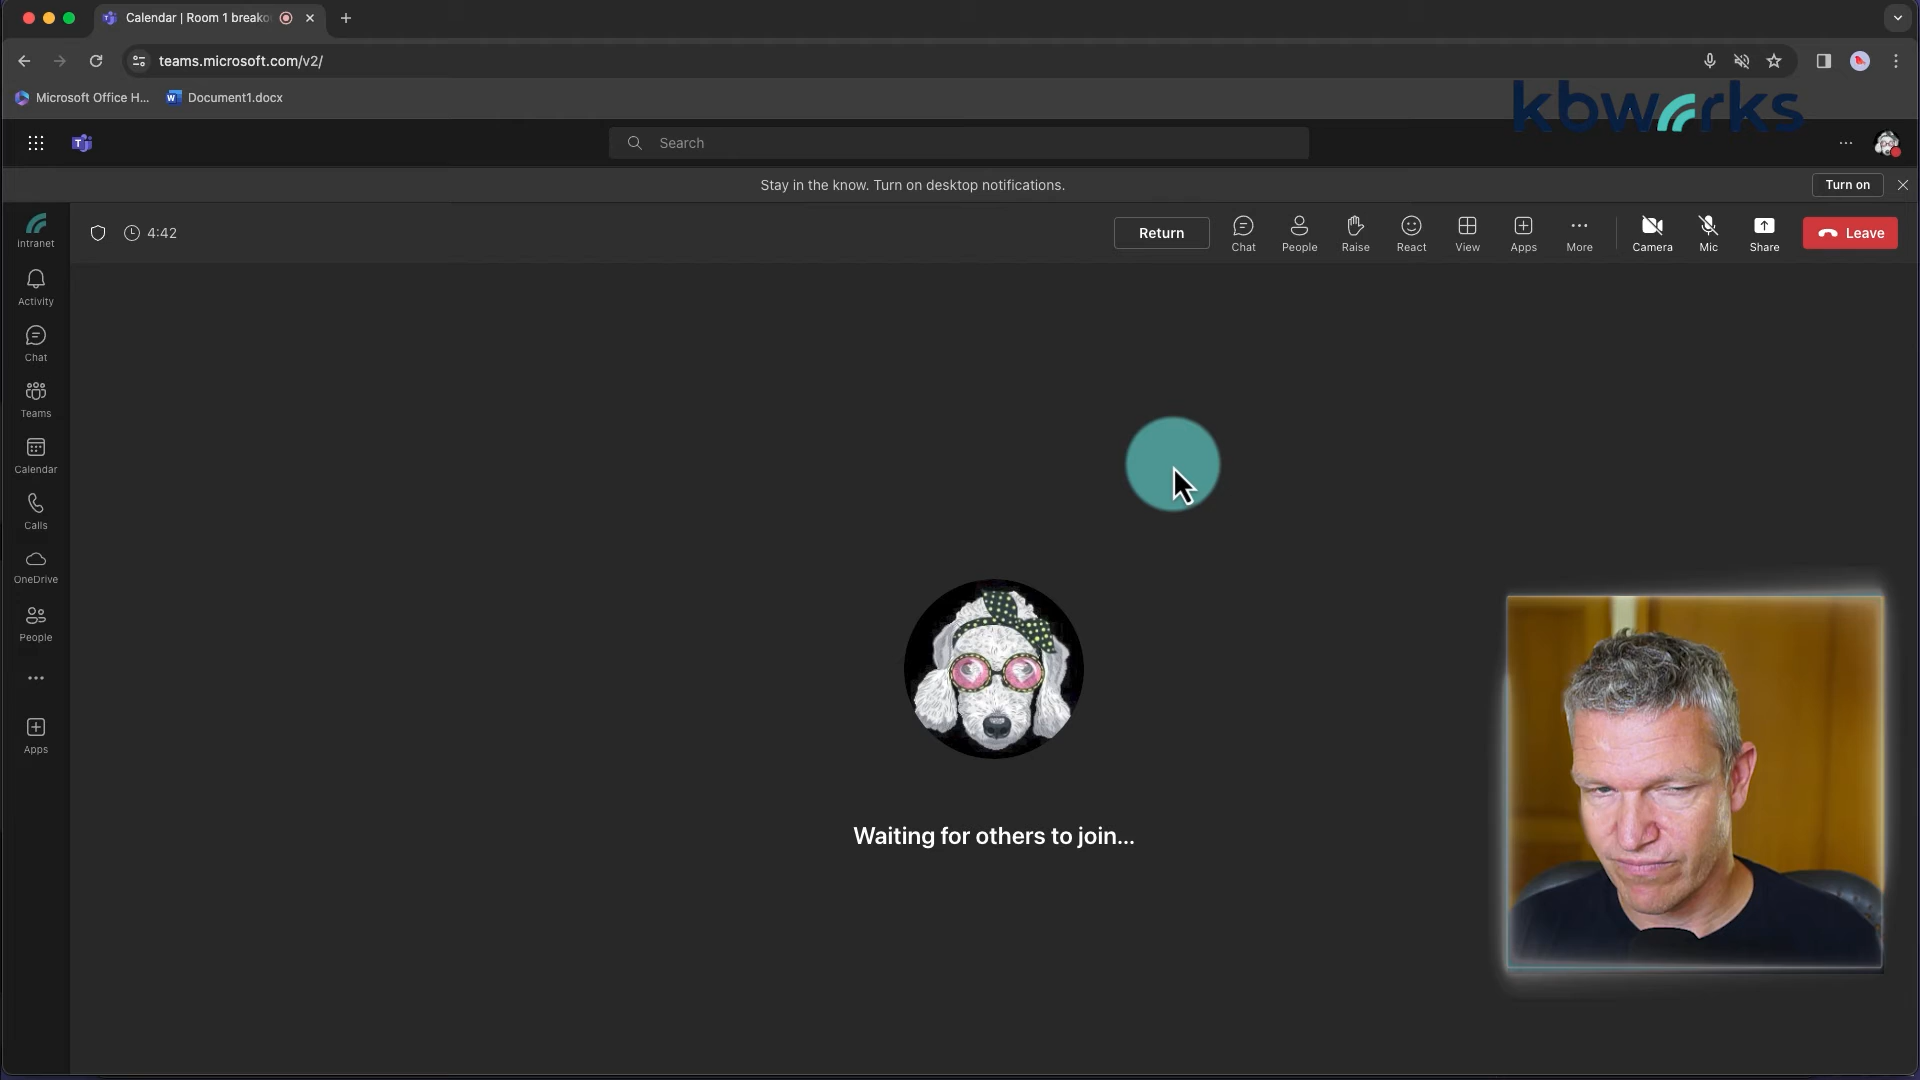 Calendar | Room 1 breako
teams.microsoft.com/v2/
Microsoft Office H... Document1.docx
kbworks
Search
Stay in the know. Turn on desktop notifications. Turn on
4:42 Return Chat People Raise React View Apps More Camera Mic Share Leave
intranet
Activity
Chat
Teams
Calendar
Calls
OneDrive
People
Apps
Waiting for others to join...